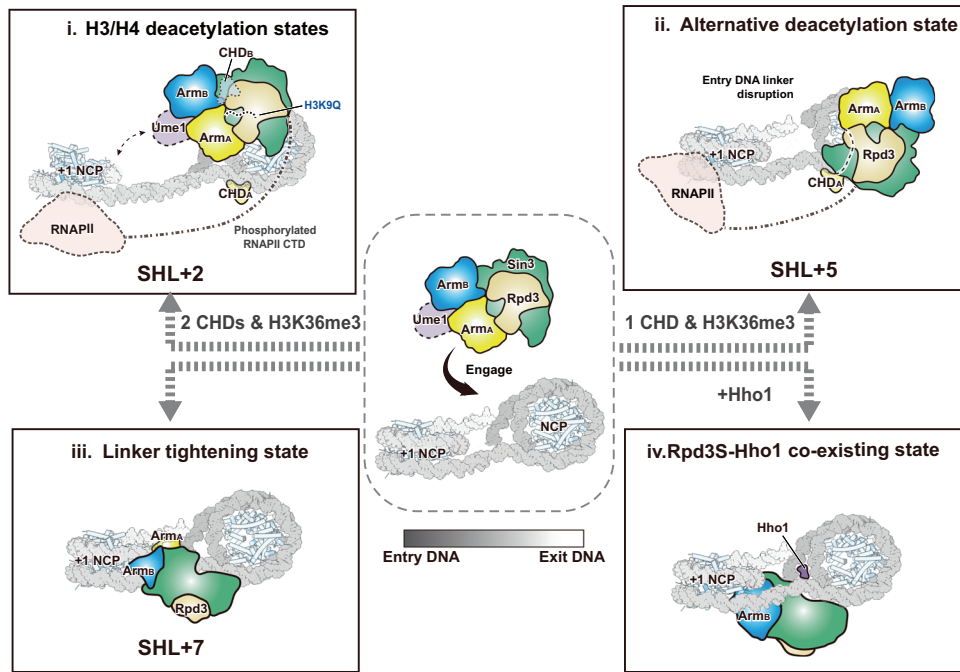 i. H3/H4 deacetylation states
CHDB
ArmB
H3K9Q
Ume1
ArmA
+1 NCP
CHDA
RNAPII
Phosphorylated
RNAPII CTD
SHL+2
ii. Alternative deacetylation state
Entry DNA linker
disruption
ArmA
ArmB
+1 NCP
Rpd3
RNAPII
CHDA
SHL+5
2 CHDs & H3K36me3
1 CHD & H3K36me3
+Hho1
Sin3
ArmB
Rpd3
Ume1
ArmA
Engage
NCP
+1 NCP
Entry DNA
Exit DNA
iii. Linker tightening state
ArmA
+1 NCP
ArmB
Rpd3
SHL+7
iv.Rpd3S-Hho1 co-existing state
Hho1
+1 NCP
ArmB